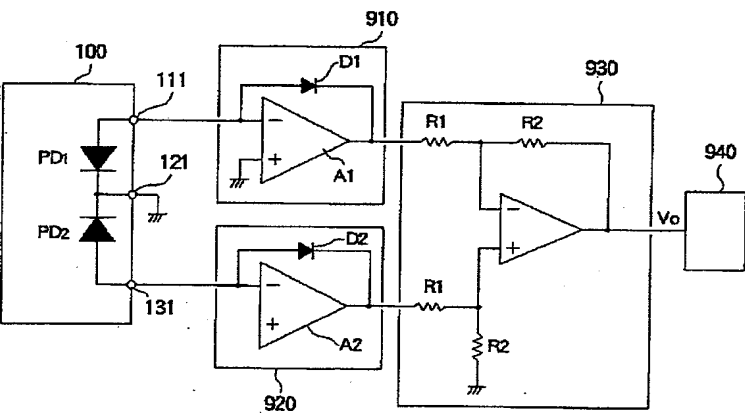 910
930
100
111
D1
R1
R2
940
PD1
121
A1
Vo
PD2
D2
131
R1
A2
R2
920
−
+
−
+
−
+